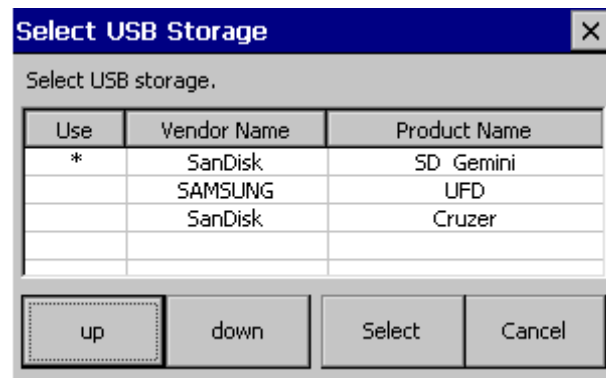 Select USB Storage
Select USB storage.
Use Vendor Name Product Name
* SanDisk SD Gemini
SAMSUNG UFD
SanDisk Cruzer
up down Select Cancel